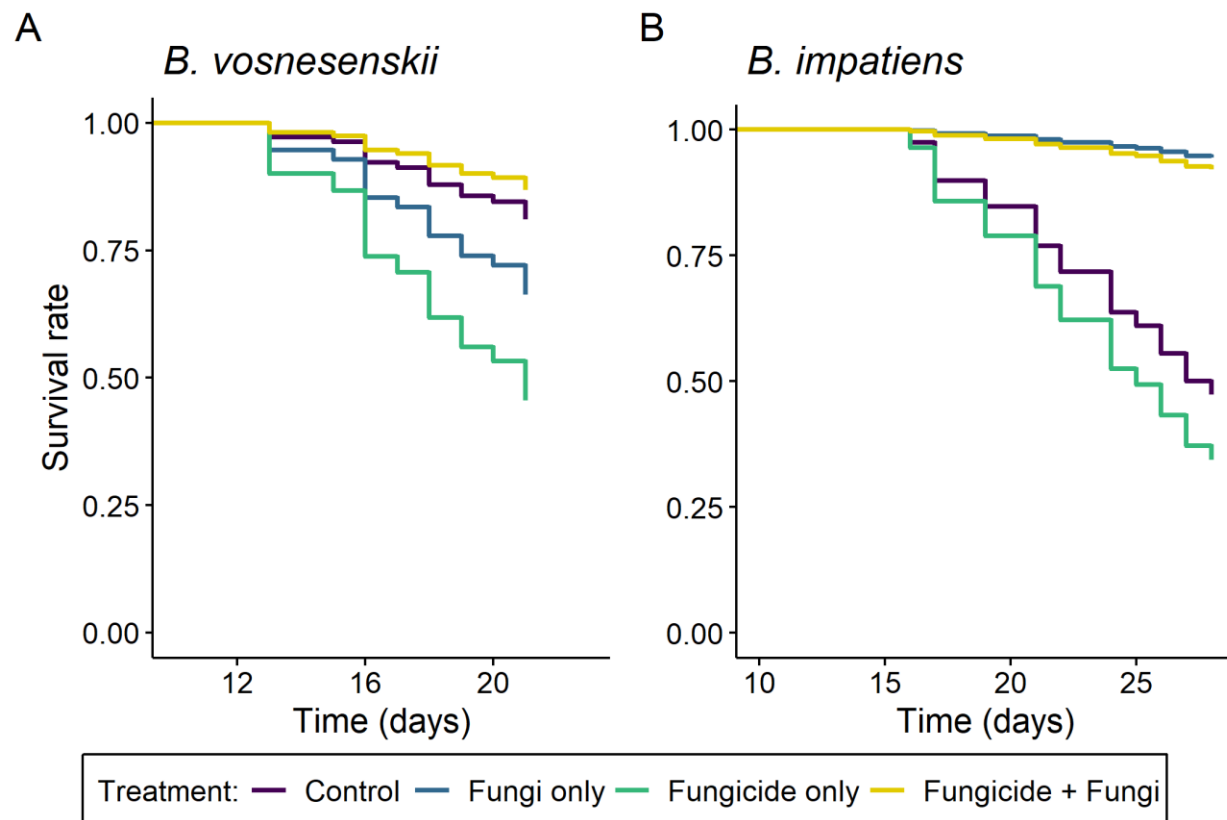 A
B. vosnesenskii
1.00
0.75
0.50
0.25
0.00
Survival rate
12 16 20
Time (days)
B
B. impatiens
1.00
0.75
0.50
0.25
0.00
10 15 20 25
Time (days)
Treatment: Control Fungi only Fungicide only Fungicide + Fungi